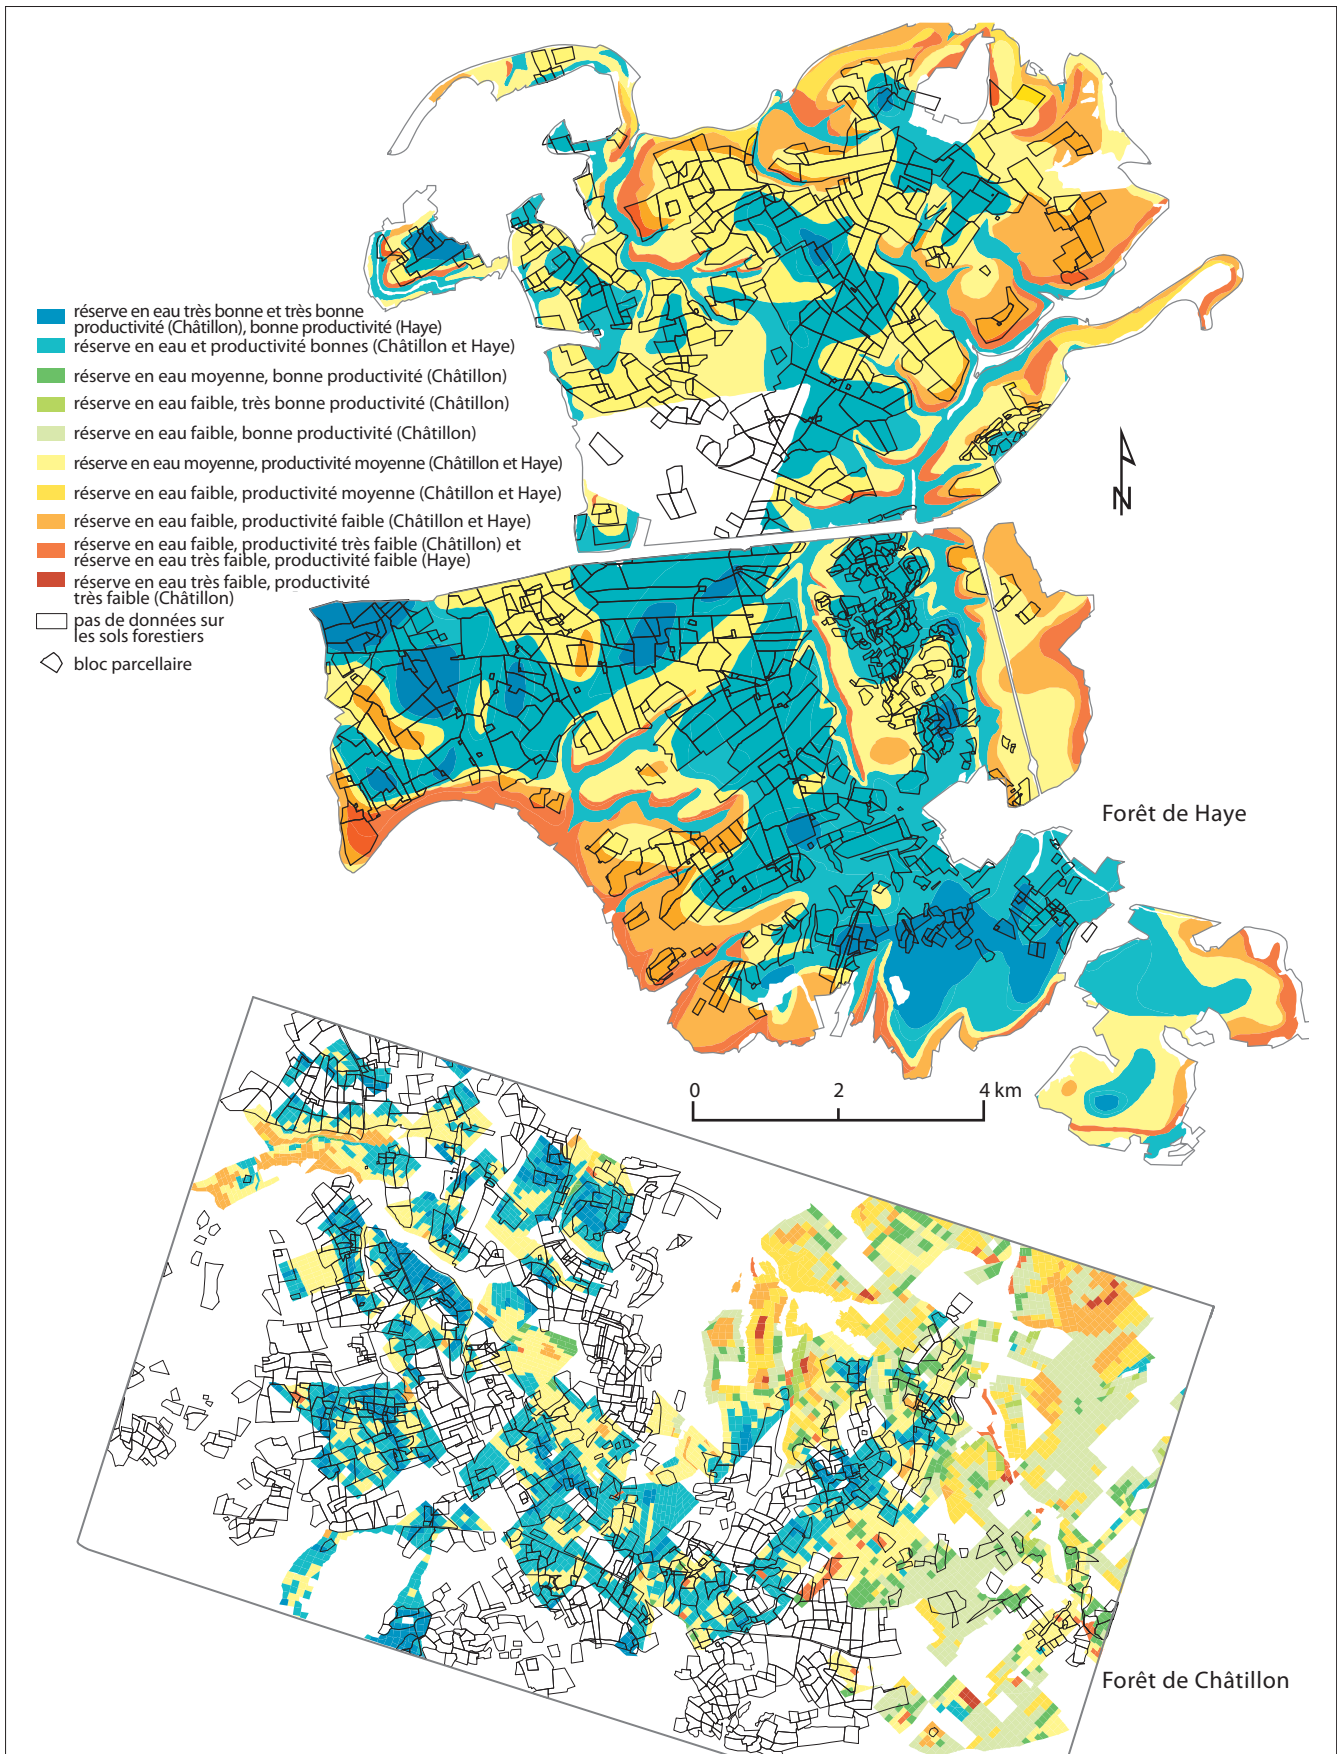 réserve en eau très bonne et très bonne
productivité (Châtillon), bonne productivité (Haye)
réserve en eau et productivité bonnes (Châtillon et Haye)
réserve en eau moyenne, bonne productivité (Châtillon)
réserve en eau faible, très bonne productivité (Châtillon)
réserve en eau faible, bonne productivité (Châtillon)
réserve en eau moyenne, productivité moyenne (Châtillon et Haye)
réserve en eau faible, productivité moyenne (Châtillon et Haye)
réserve en eau faible, productivité faible (Châtillon et Haye)
réserve en eau faible, productivité très faible (Châtillon) et
réserve en eau très faible, productivité faible (Haye)
réserve en eau très faible, productivité
très faible (Châtillon)
pas de données sur
les sols forestiers
bloc parcellaire
N
Forêt de Haye
0 2 4 km
Forêt de Châtillon